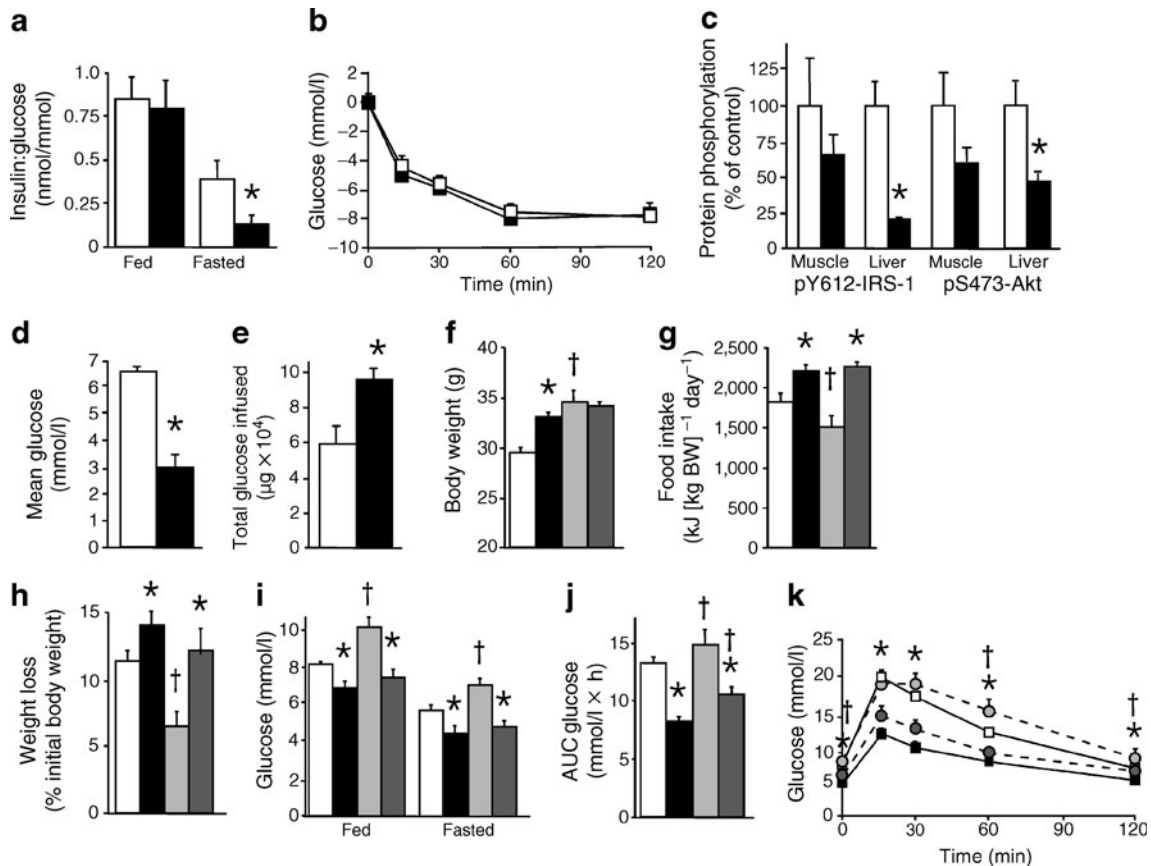 a
Insulin:glucose
(nmol/mmol)
1.0
0.75
0.5
0.25
0
*
Fed
Fasted
b
Glucose (mmol/l)
2
0
−2
−4
−6
−8
−10
0
30
60
120
Time (min)
c
Protein phosphorylation
(% of control)
125
100
75
50
25
0
*
*
Muscle Liver Muscle Liver
pY612-IRS-1 pS473-Akt
d
Mean glucose
(mmol/l)
7
6
5
4
3
2
1
0
*
e
Total glucose infused
(µg × 10⁴)
10
8
6
4
2
0
*
f
Body weight (g)
40
35
30
25
20
* †
g
Food intake
(kJ [kg BW]⁻¹ day⁻¹)
2,500
2,000
1,500
1,000
500
0
* † *
h
Weight loss
(% initial body weight)
15
10
5
0
* † *
i
Glucose (mmol/l)
10
8
6
4
2
0
* † *
* † *
Fed
Fasted
j
AUC glucose
(mmol/l × h)
15
10
5
0
* † †
*
k
Glucose (mmol/l)
25
20
15
10
5
0
†
*
*
*
†
*
†
*
0 30 60 90 120
Time (min)